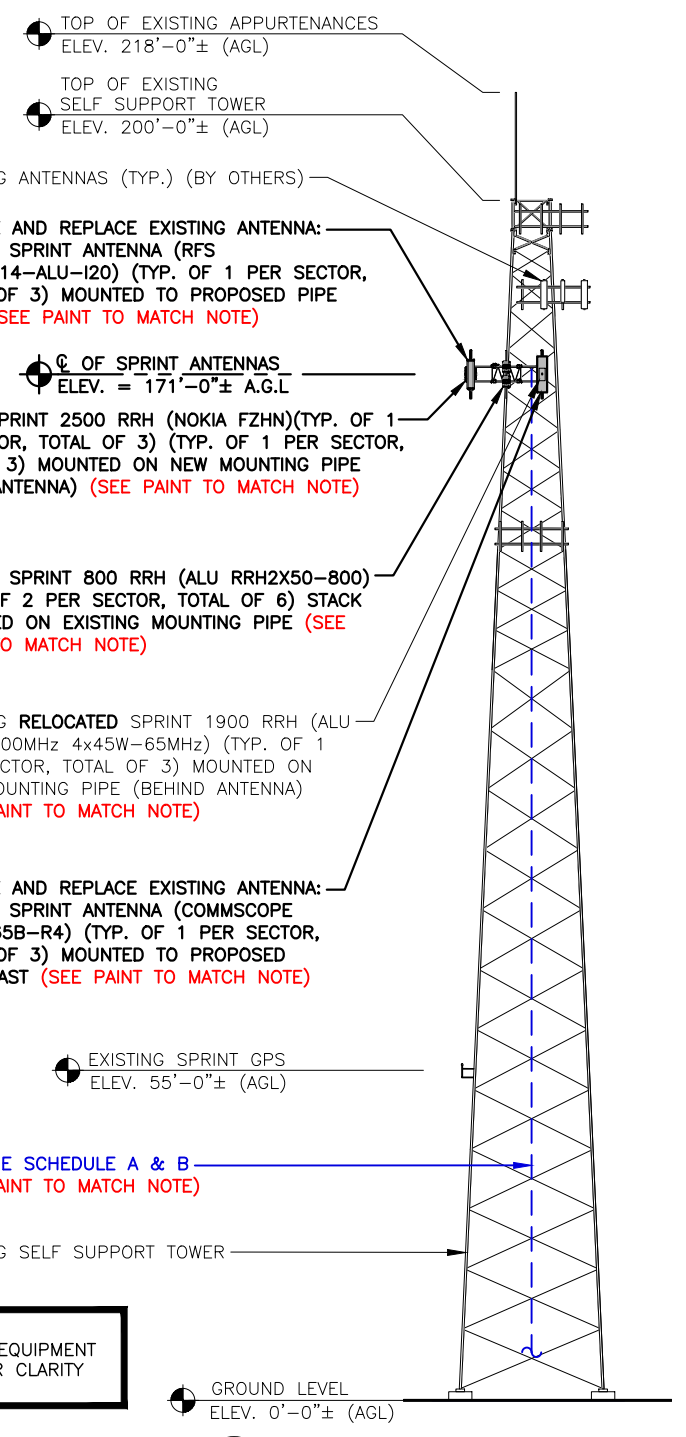 TOP OF EXISTING APPURTENANCES
ELEV. 218'-0"± (AGL)
TOP OF EXISTING
SELF SUPPORT TOWER
ELEV. 200'-0"± (AGL)
G ANTENNAS (TYP.) (BY OTHERS)
E AND REPLACE EXISTING ANTENNA:
SPRINT ANTENNA (RFS
14-ALU-I20) (TYP. OF 1 PER SECTOR,
OF 3) MOUNTED TO PROPOSED PIPE
SEE PAINT TO MATCH NOTE)
℄ OF SPRINT ANTENNAS
ELEV. = 171'-0"± A.G.L
SPRINT 2500 RRH (NOKIA FZHN)(TYP. OF 1
OR, TOTAL OF 3) (TYP. OF 1 PER SECTOR,
3) MOUNTED ON NEW MOUNTING PIPE
ANTENNA) (SEE PAINT TO MATCH NOTE)
SPRINT 800 RRH (ALU RRH2X50-800)
F 2 PER SECTOR, TOTAL OF 6) STACK
ED ON EXISTING MOUNTING PIPE (SEE
TO MATCH NOTE)
G RELOCATED SPRINT 1900 RRH (ALU
00MHz 4x45W-65MHz) (TYP. OF 1
CTOR, TOTAL OF 3) MOUNTED ON
OUNTING PIPE (BEHIND ANTENNA)
AINT TO MATCH NOTE)
E AND REPLACE EXISTING ANTENNA:
SPRINT ANTENNA (COMMSCOPE
65B-R4) (TYP. OF 1 PER SECTOR,
OF 3) MOUNTED TO PROPOSED
AST (SEE PAINT TO MATCH NOTE)
EXISTING SPRINT GPS
ELEV. 55'-0"± (AGL)
E SCHEDULE A & B
AINT TO MATCH NOTE)
G SELF SUPPORT TOWER
EQUIPMENT
R CLARITY
GROUND LEVEL
ELEV. 0'-0"± (AGL)